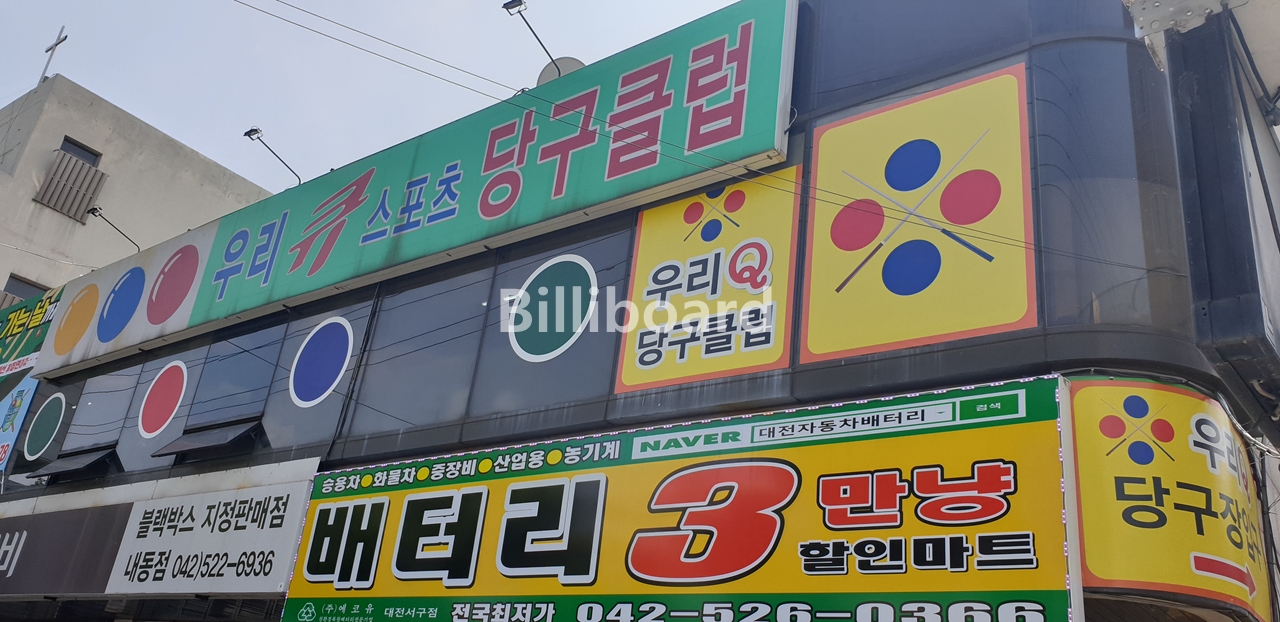 우리 큐 스포츠 당구클럽
우리Q
당구클럽
Billiboard
NAVER 대전자동차배터리 검색
승용차●화물차●중장비●산업용●농기계
배터리 3만냥
할인마트
(주)에코유 대전서구점 전국최저가 042-526-0366
블랙박스 지정판매점
내동점 042)522-6936
우리
당구장